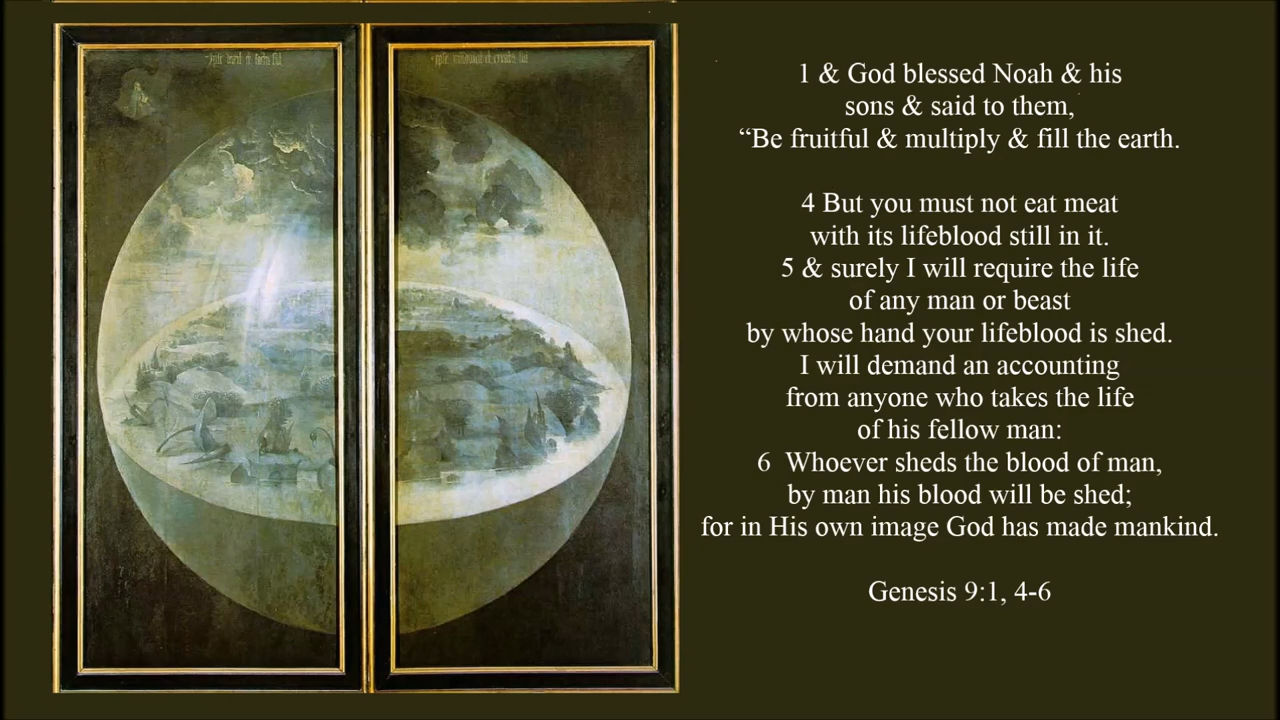 1 & God blessed Noah & his
sons & said to them,
“Be fruitful & multiply & fill the earth.
4 But you must not eat meat
with its lifeblood still in it.
5 & surely I will require the life
of any man or beast
by whose hand your lifeblood is shed.
I will demand an accounting
from anyone who takes the life
of his fellow man:
6 Whoever sheds the blood of man,
by man his blood will be shed;
for in His own image God has made mankind.
Genesis 9:1, 4-6